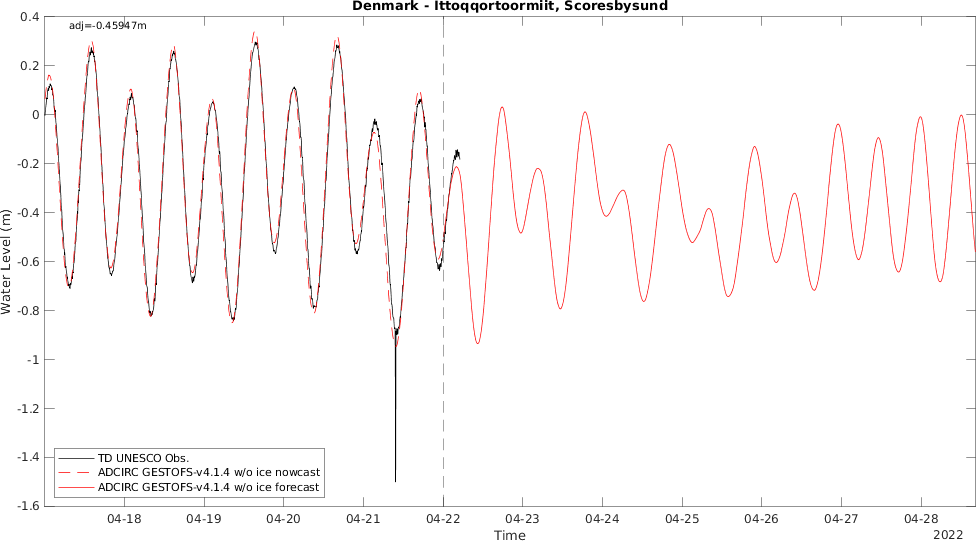 Denmark - Ittoqqortoormiit, Scoresbysund
adj=-0.45947m
0.4
0.2
0
-0.2
-0.4
-0.6
-0.8
-1
-1.2
-1.4
-1.6
Water Level (m)
TD UNESCO Obs.
ADCIRC GESTOFS-v4.1.4 w/o ice nowcast
ADCIRC GESTOFS-v4.1.4 w/o ice forecast
04-18 04-19 04-20 04-21 04-22 04-23 04-24 04-25 04-26 04-27 04-28
Time
2022